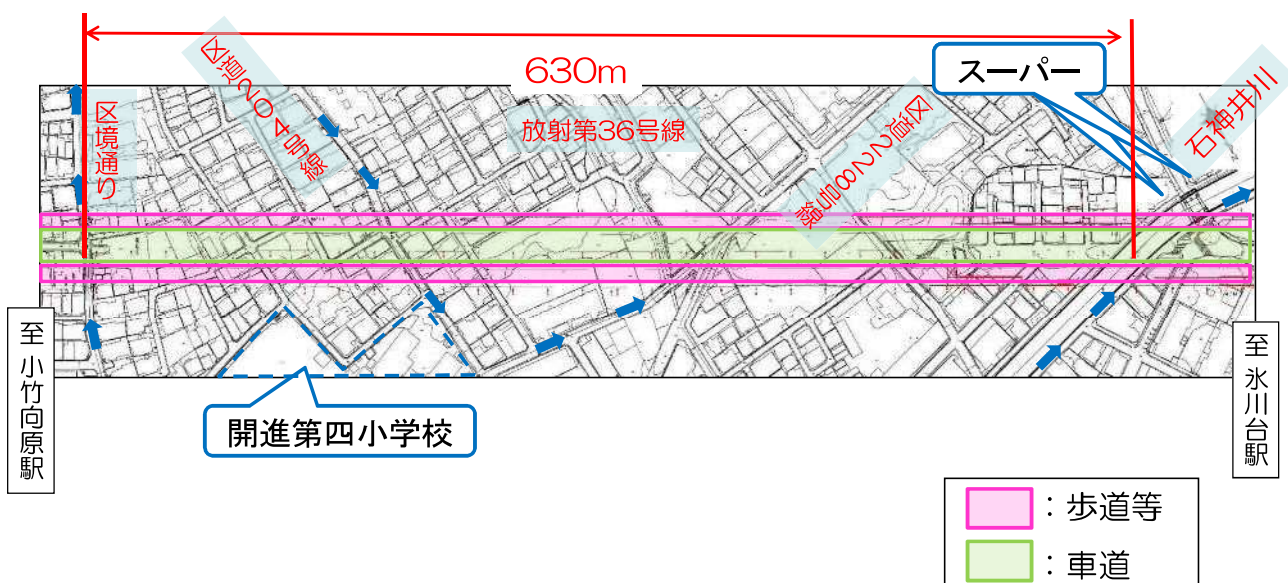 630m
スーパー
区境通り
区道204号線
放射第36号線
区道228号線
石神井川
至 小竹向原駅
至 氷川台駅
開進第四小学校
：歩道等
：車道